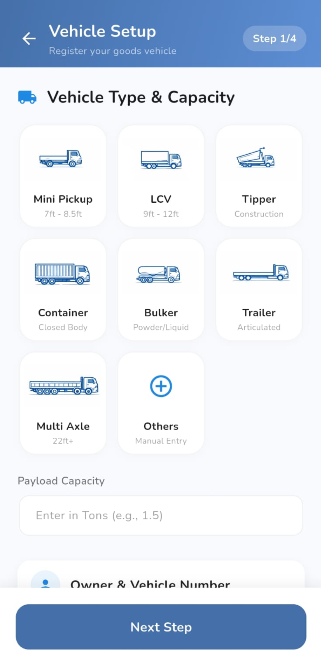 Vehicle Setup
Register your goods vehicle
Step 1/4
Vehicle Type & Capacity
Mini Pickup
7ft - 8.5ft
LCV
9ft - 12ft
Tipper
Construction
Container
Closed Body
Bulker
Powder/Liquid
Trailer
Articulated
Multi Axle
22ft+
Others
Manual Entry
Payload Capacity
Enter in Tons (e.g., 1.5)
Owner & Vehicle Number
Next Step